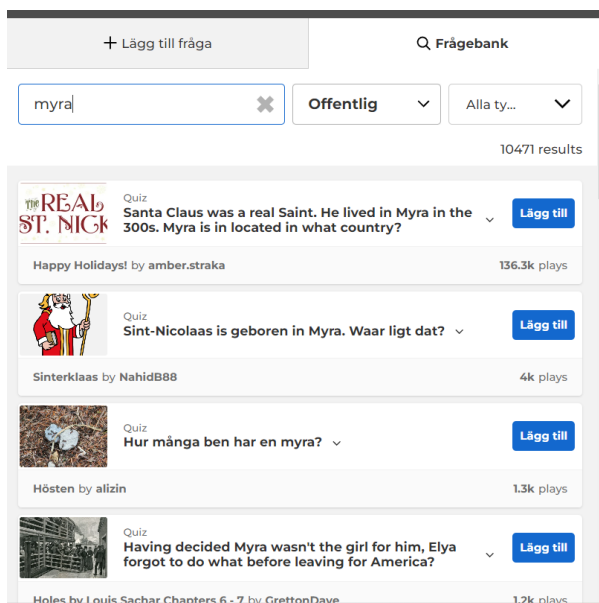 + Lägg till fråga
Frågebank
myra
Offentlig
Alla ty...
10471 results
THE REAL
ST. NICK
Quiz
Santa Claus was a real Saint. He lived in Myra in the
300s. Myra is in located in what country?
Lägg till
Happy Holidays! by amber.straka
136.3k plays
Quiz
Sint-Nicolaas is geboren in Myra. Waar ligt dat?
Lägg till
Sinterklaas by NahidB88
4k plays
Quiz
Hur många ben har en myra?
Lägg till
Hösten by alizin
1.3k plays
Quiz
Having decided Myra wasn't the girl for him, Elya
forgot to do what before leaving for America?
Lägg till
Holes by Louis Sachar Chapters 6 - 7 by GrettonDave
1.2k plays